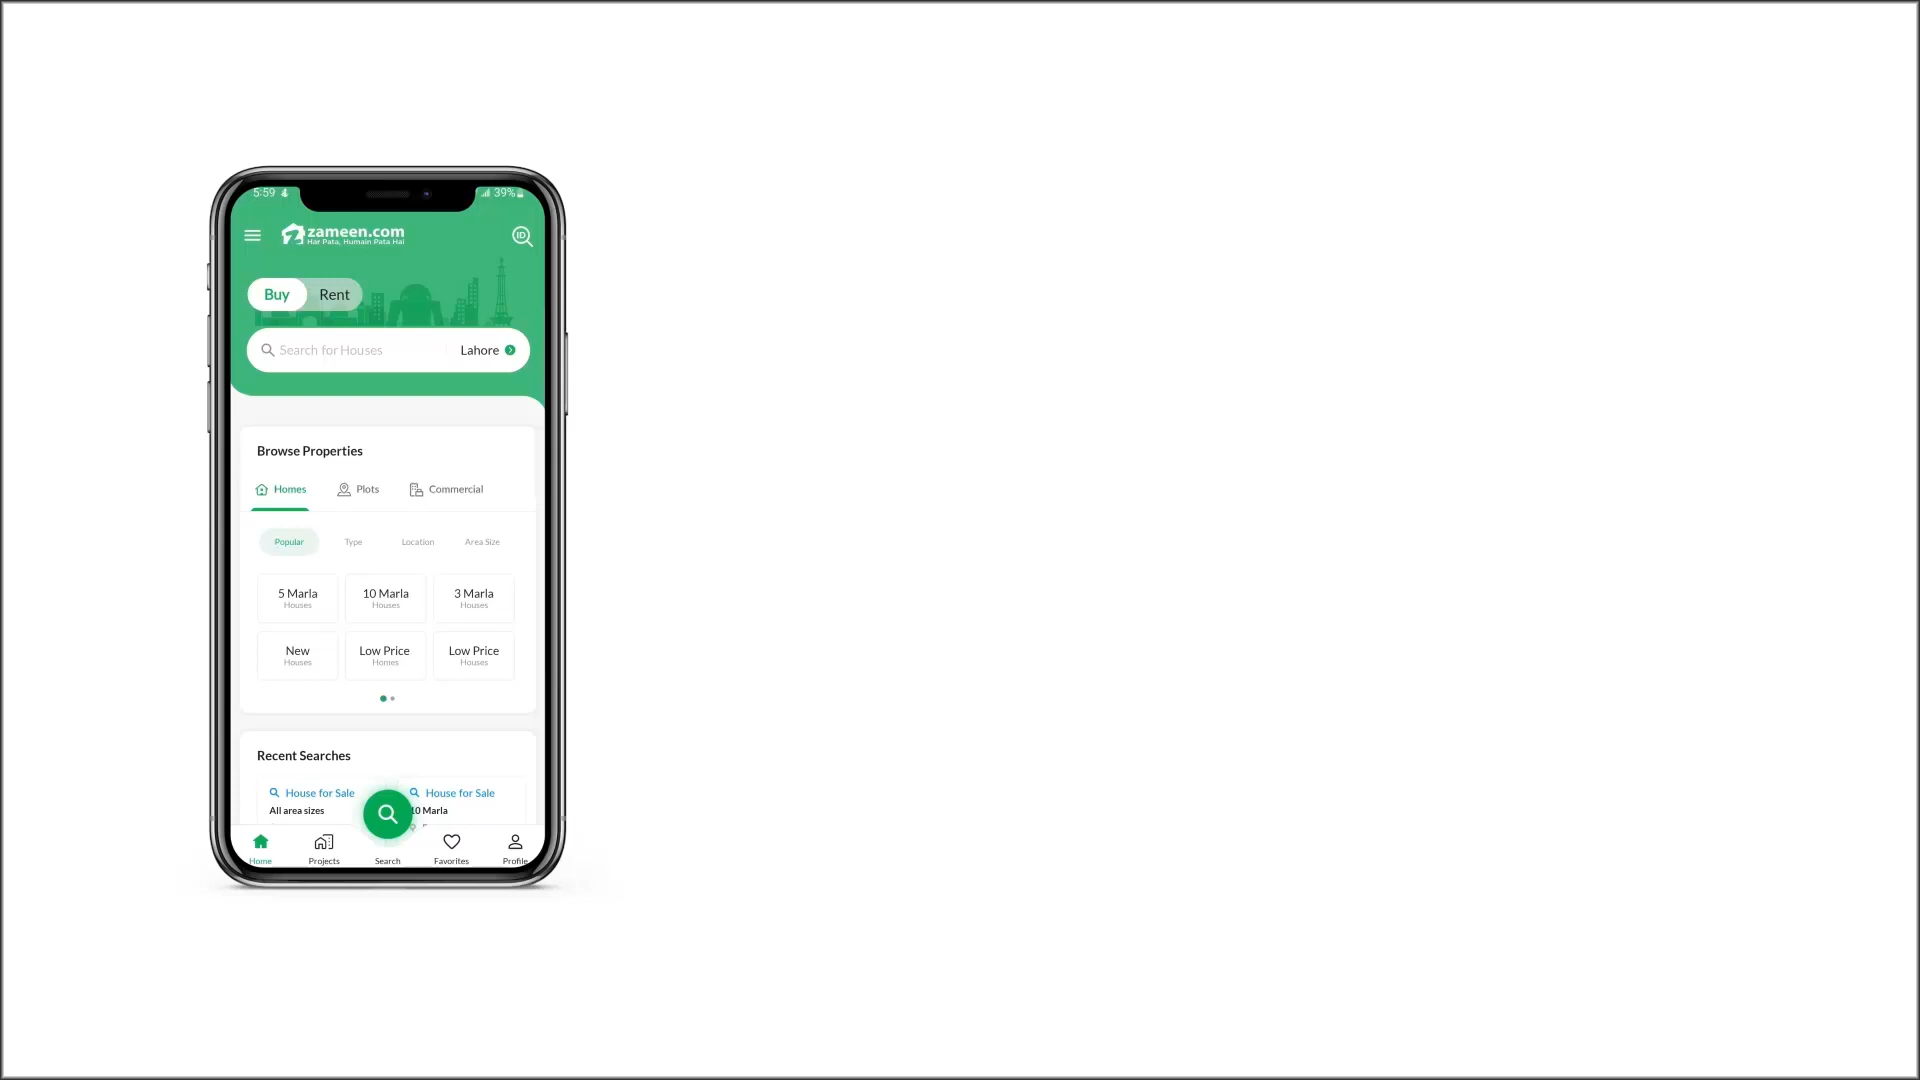 5:59
39%
zameen.com
Har Pata, Humain Pata Hai
ID
Buy Rent
Search for Houses Lahore
Browse Properties
Homes Plots Commercial
Popular Type Location Area Size
5 Marla 10 Marla 3 Marla
Houses Houses Houses
New Low Price Low Price
Houses Homes Houses
Recent Searches
House for Sale House for Sale
All area sizes 10 Marla
Home Projects Search Favorites Profile